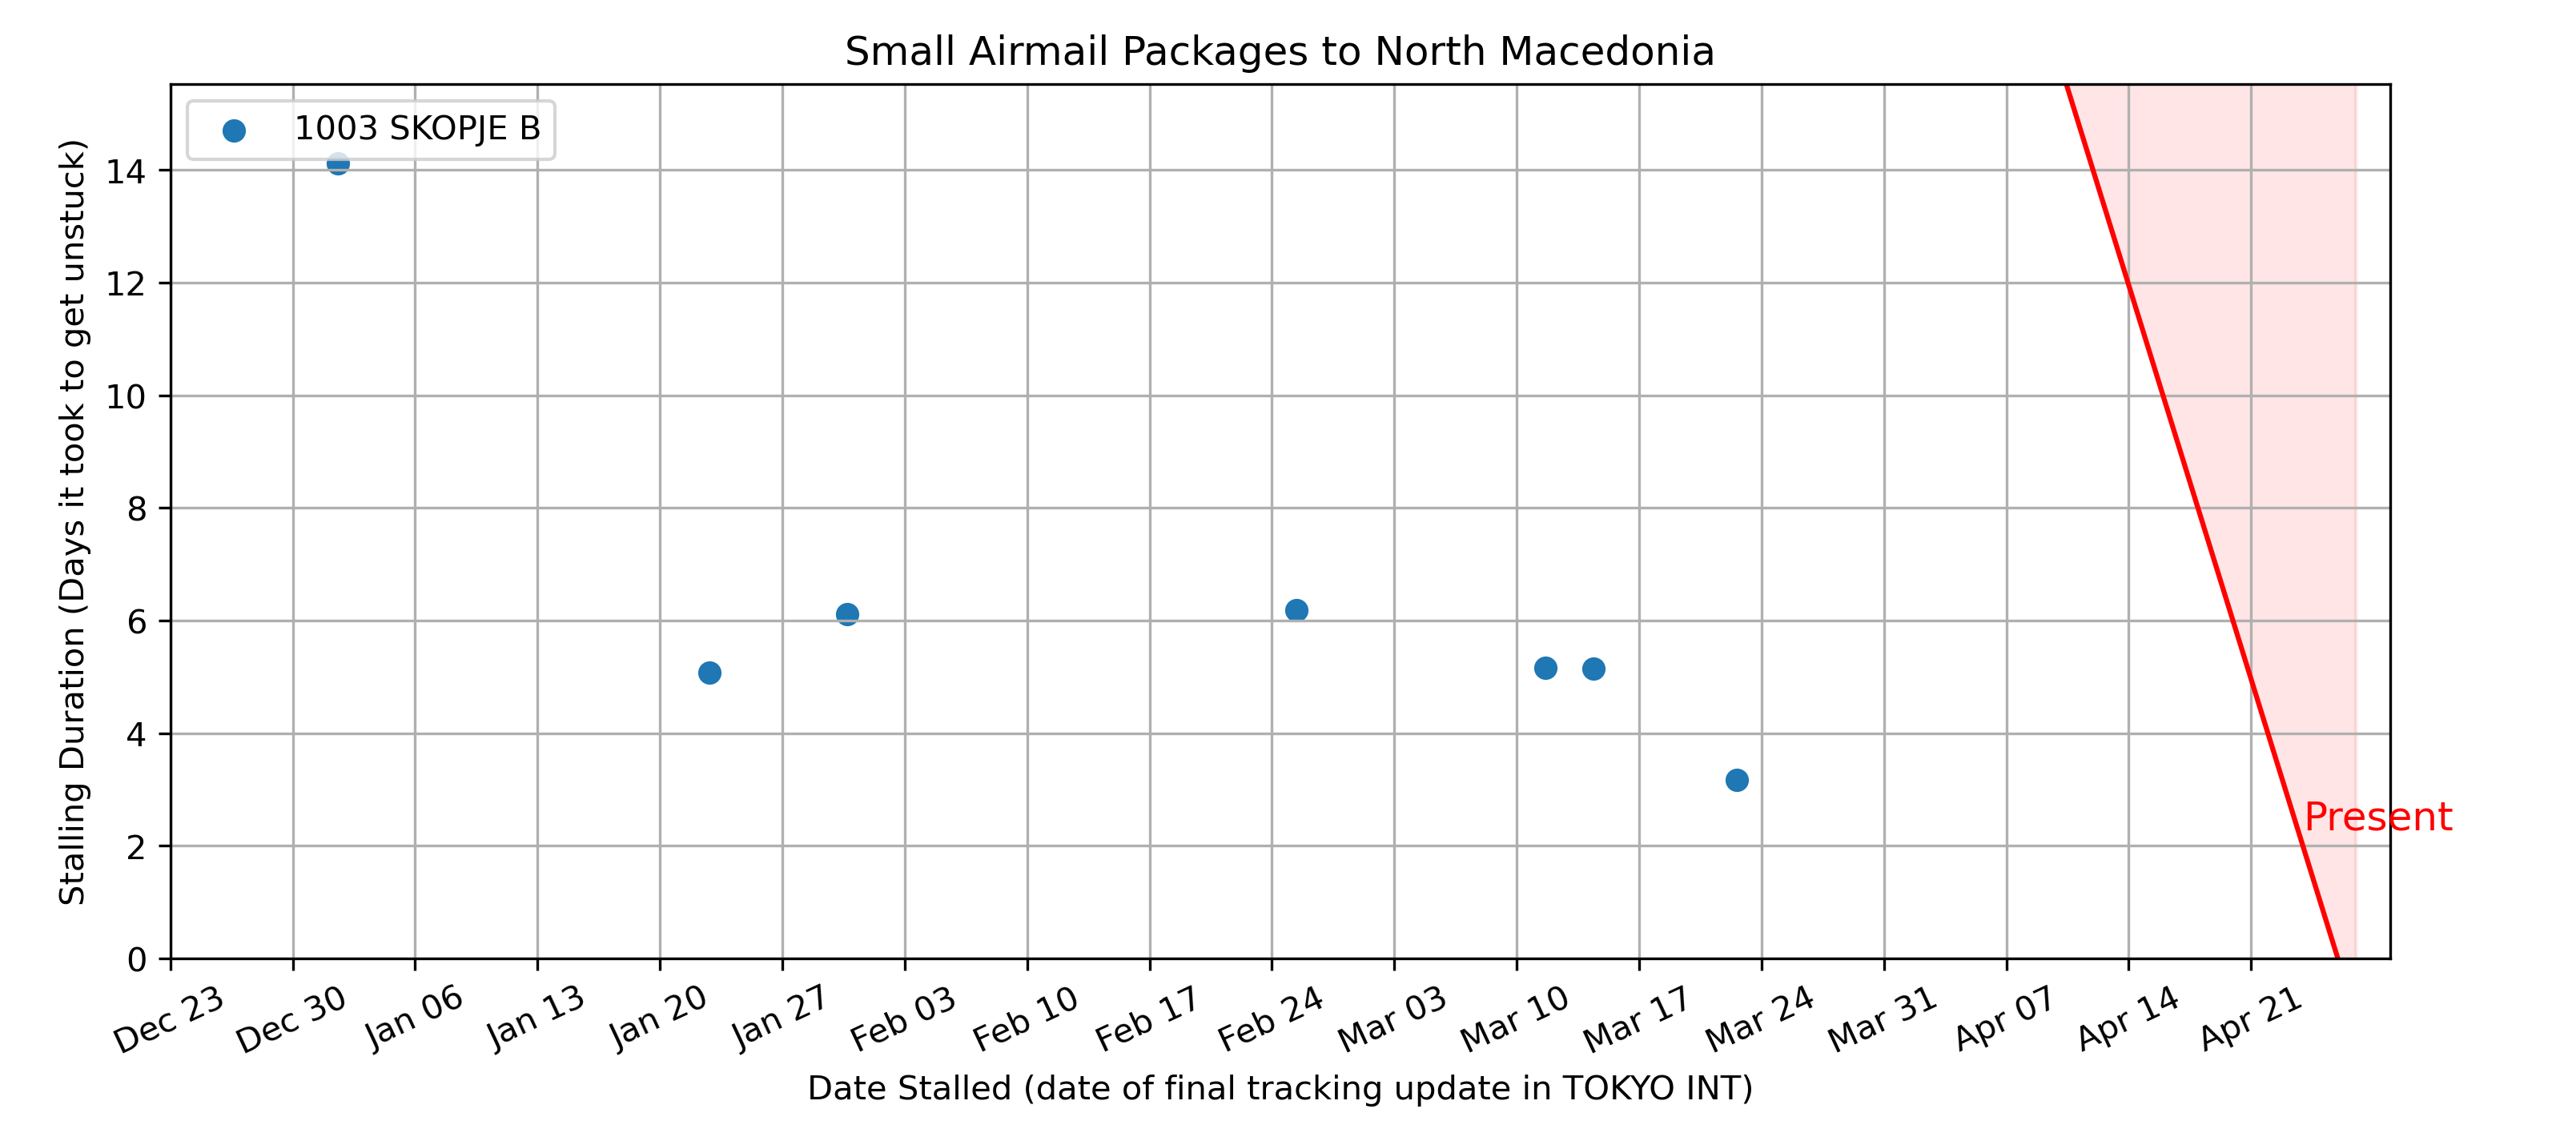 Small Airmail Packages to North Macedonia
1003 SKOPJE B
Stalling Duration (Days it took to get unstuck)
14
12
10
8
6
4
2
0
Present
Dec 23
Dec 30
Jan 06
Jan 13
Jan 20
Jan 27
Feb 03
Feb 10
Feb 17
Feb 24
Mar 03
Mar 10
Mar 17
Mar 24
Mar 31
Apr 07
Apr 14
Apr 21
Date Stalled (date of final tracking update in TOKYO INT)